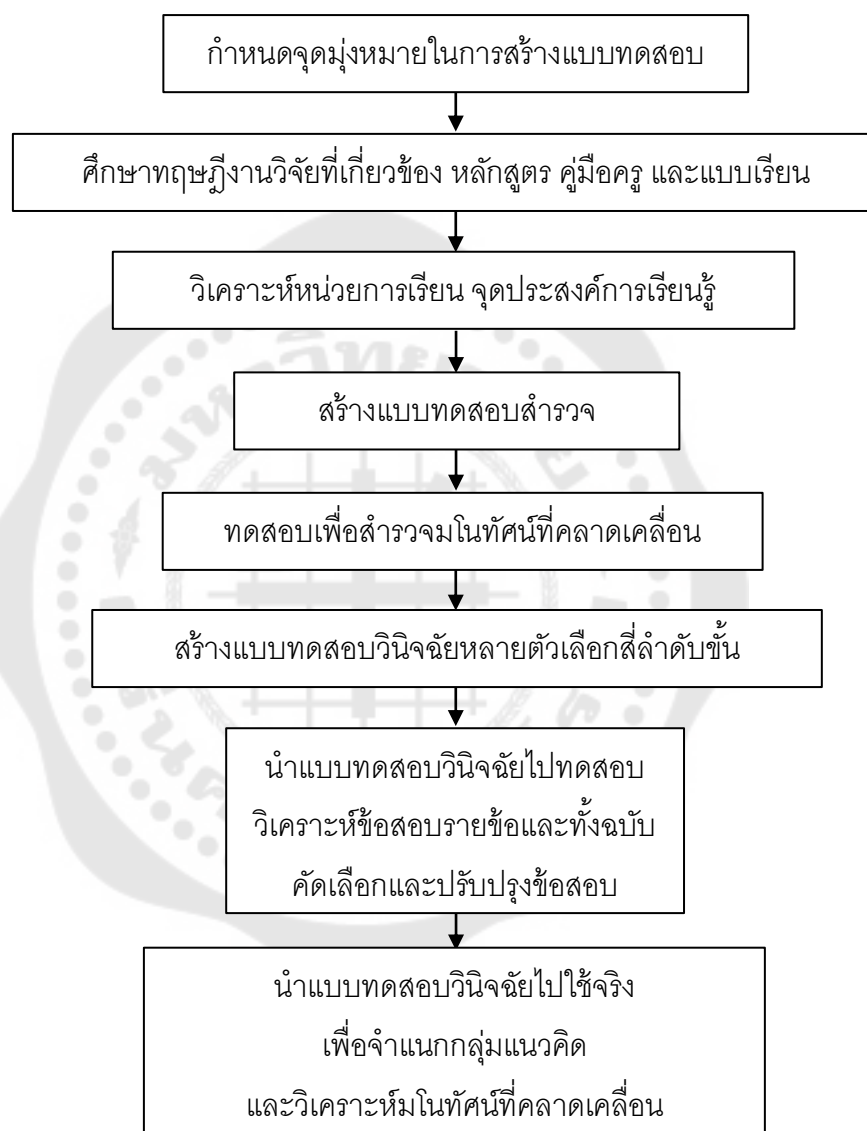 กำหนดจุดมุ่งหมายในการสร้างแบบทดสอบ
ศึกษาทฤษฎีงานวิจัยที่เกี่ยวข้อง หลักสูตร คู่มือครู และแบบเรียน
วิเคราะห์หน่วยการเรียน จุดประสงค์การเรียนรู้
สร้างแบบทดสอบสำรวจ
ทดสอบเพื่อสำรวจมโนทัศน์ที่คลาดเคลื่อน
สร้างแบบทดสอบวินิจฉัยหลายตัวเลือกสี่ลำดับขั้น
นำแบบทดสอบวินิจฉัยไปทดสอบ
วิเคราะห์ข้อสอบรายข้อและทั้งฉบับ
คัดเลือกและปรับปรุงข้อสอบ
นำแบบทดสอบวินิจฉัยไปใช้จริง
เพื่อจำแนกกลุ่มแนวคิด
และวิเคราะห์มโนทัศน์ที่คลาดเคลื่อน